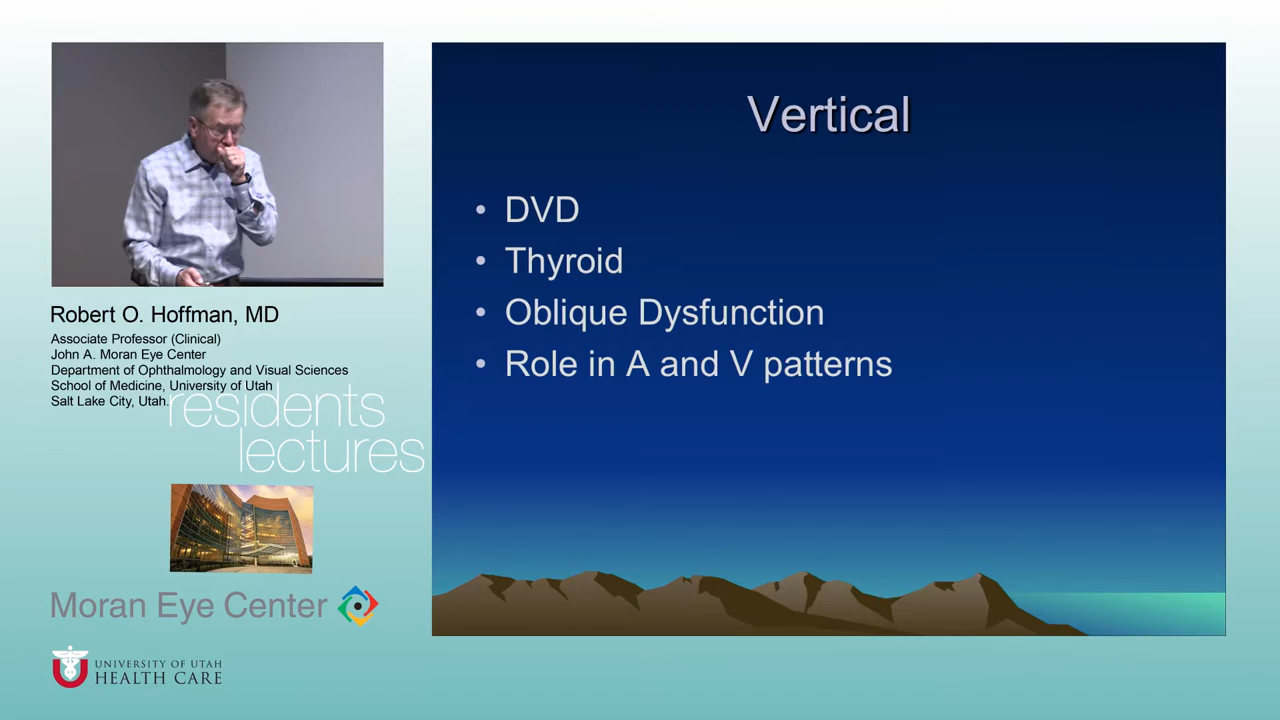 Robert O. Hoffman, MD
Associate Professor (Clinical)
John A. Moran Eye Center
Department of Ophthalmology and Visual Sciences
School of Medicine, University of Utah
Salt Lake City, Utah.
residents
lectures
Moran Eye Center
UNIVERSITY OF UTAH
HEALTH CARE
Vertical
• DVD
• Thyroid
• Oblique Dysfunction
• Role in A and V patterns